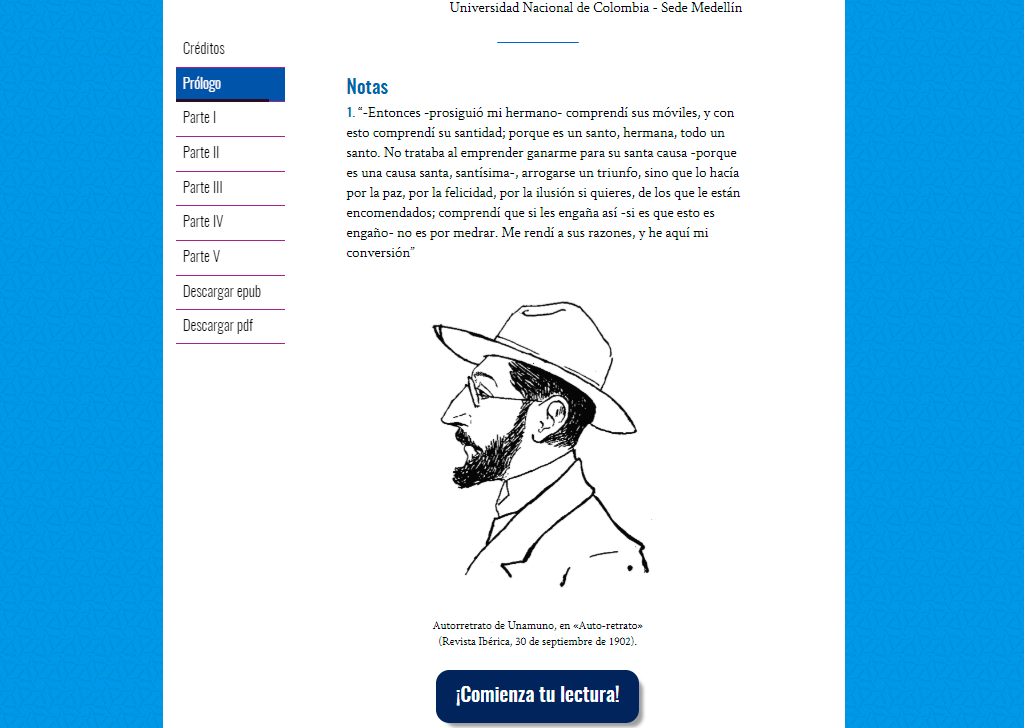 Universidad Nacional de Colombia - Sede Medellín
Créditos
Prólogo
Parte I
Parte II
Parte III
Parte IV
Parte V
Descargar epub
Descargar pdf
Notas
1. “-Entonces -prosiguió mi hermano- comprendí sus móviles, y con
esto comprendí su santidad; porque es un santo, hermana, todo un
santo. No trataba al emprender ganarme para su santa causa -porque
es una causa santa, santísima-, arrogarse un triunfo, sino que lo hacía
por la paz, por la felicidad, por la ilusión si quieres, de los que le están
encomendados; comprendí que si les engaña así -si es que esto es
engaño- no es por medrar. Me rendí a sus razones, y he aquí mi
conversión”
Autorretrato de Unamuno, en «Auto-retrato»
(Revista Ibérica, 30 de septiembre de 1902).
¡Comienza tu lectura!